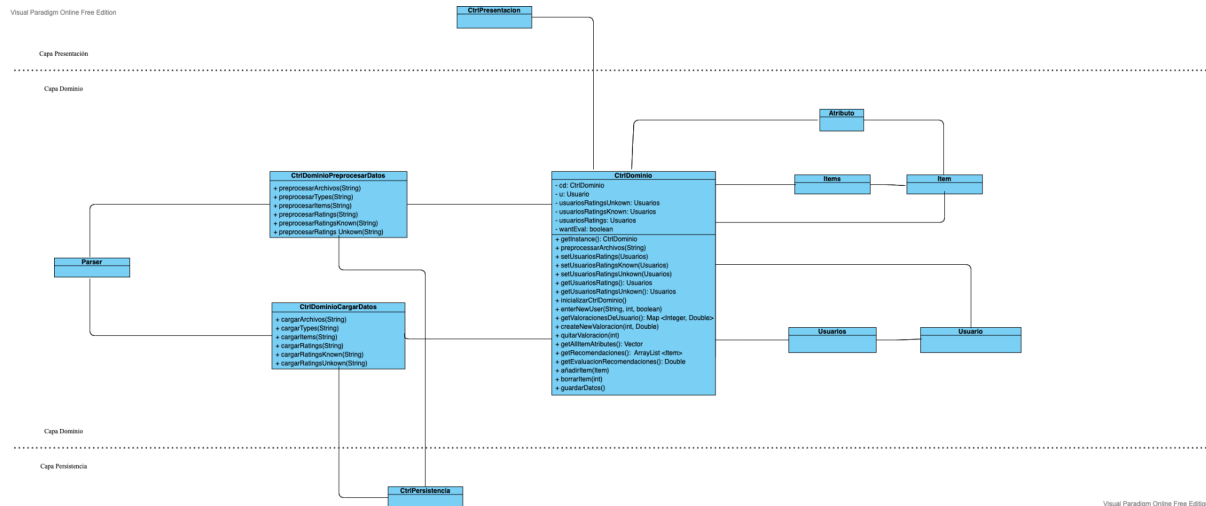 Visual Paradigm Online Free Edition
CtrlPresentacion
Capa Presentación
Capa Dominio
Atributo
CtrlDominioPreprocesarDatos
+ preprocesarArchivos(String)
+ preprocesarTypes(String)
+ preprocesarItems(String)
+ preprocesarRatings(String)
+ preprocesarRatingsKnown(String)
+ preprocesarRatings Unkown(String)
CtrlDominio
- cd: CtrlDominio
- u: Usuario
- usuariosRatingsUnkown: Usuarios
- usuariosRatingsKnown: Usuarios
- usuariosRatings: Usuarios
- wantEval: boolean
+ getInstance(): CtrlDominio
+ preprocessarArchivos(String)
+ setUsuariosRatings(Usuarios)
+ setUsuariosRatingsKnown(Usuarios)
+ setUsuariosRatingsUnkown(Usuarios)
+ getUsuariosRatings(): Usuarios
+ getUsuariosRatingsUnkown(): Usuarios
+ inicializarCtrlDominio()
+ enterNewUser(String, int, boolean)
+ getValoracionesDeUsuario(): Map <Integer, Double>
+ createNewValoracion(int, Double)
+ quitarValoracion(int)
+ getAllItemAtributes(): Vector
+ getRecomendaciones(): ArrayList <Item>
+ getEvaluacionRecomendaciones(): Double
+ añadirItem(Item)
+ borrarItem(int)
+ guardarDatos()
Items
Item
Parser
CtrlDominioCargarDatos
+ cargarArchivos(String)
+ cargarTypes(String)
+ cargarItems(String)
+ cargarRatings(String)
+ cargarRatingsKnown(String)
+ cargarRatingsUnkown(String)
Usuarios
Usuario
Capa Dominio
Capa Persistencia
CtrlPersistencia
Visual Paradigm Online Free Edition